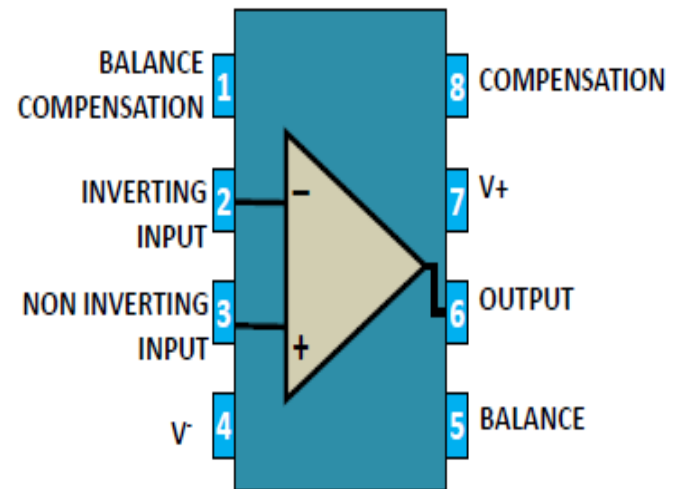 BALANCE
COMPENSATION
1
8
COMPENSATION
INVERTING
INPUT
2
−
7
V+
NON INVERTING
INPUT
3
+
6
OUTPUT
V-
4
5
BALANCE